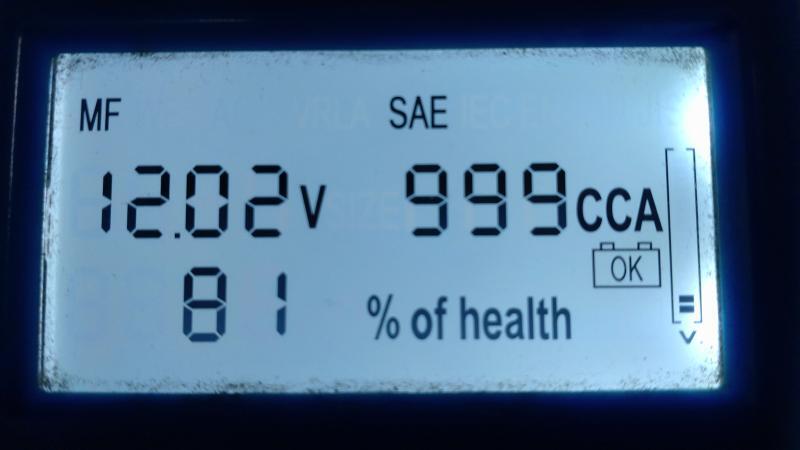 MF SAE
12.02 V 999 CCA
OK
81 % of health